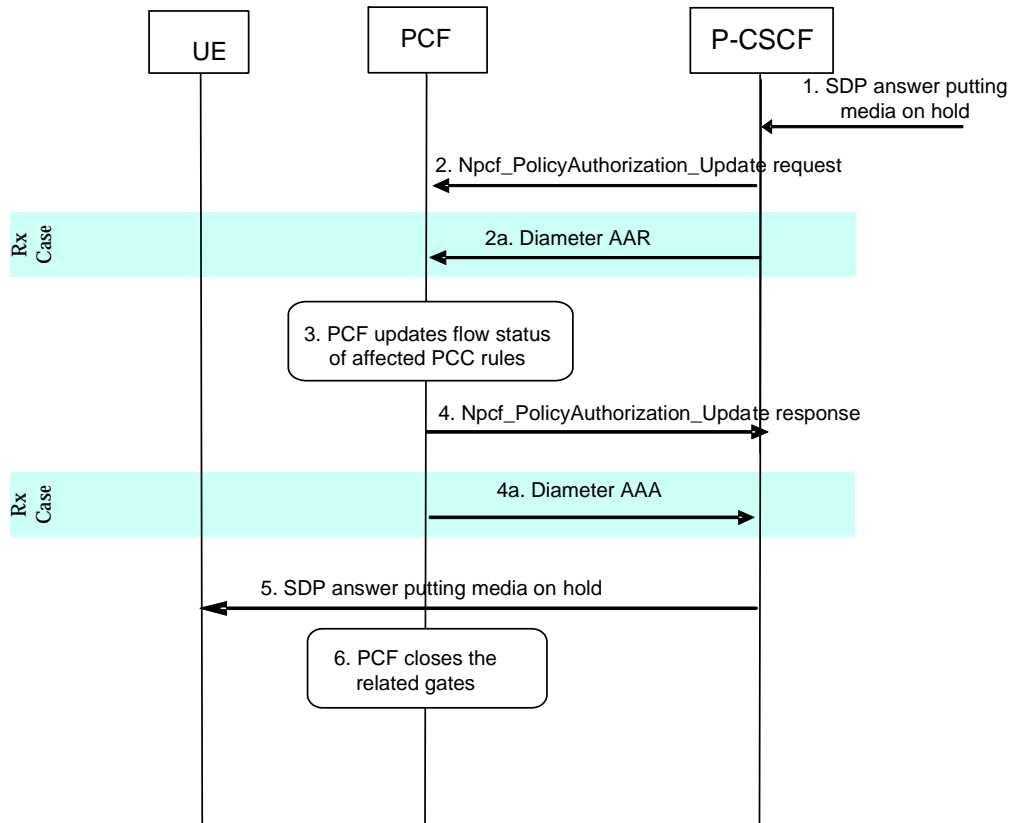 UE
PCF
P-CSCF
1. SDP answer putting
media on hold
2. Npcf_PolicyAuthorization_Update request
Rx
Case
2a. Diameter AAR
3. PCF updates flow status
of affected PCC rules
4. Npcf_PolicyAuthorization_Update response
Rx
Case
4a. Diameter AAA
5. SDP answer putting media on hold
6. PCF closes the
related gates